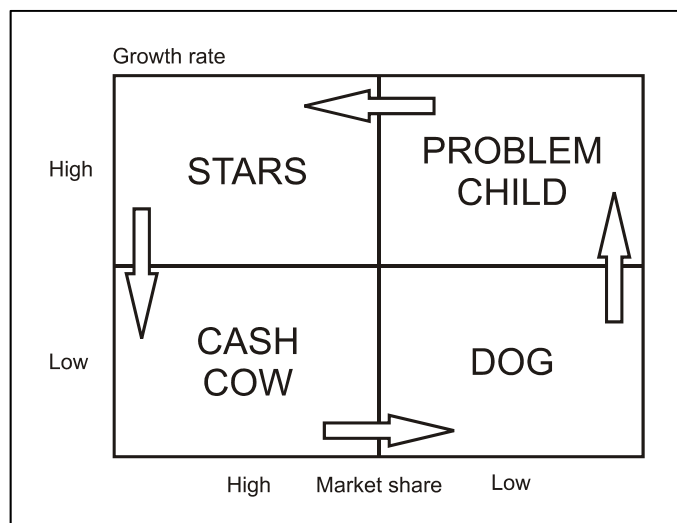 Growth rate
High
STARS
PROBLEM
CHILD
Low
CASH
COW
DOG
High
Market share
Low